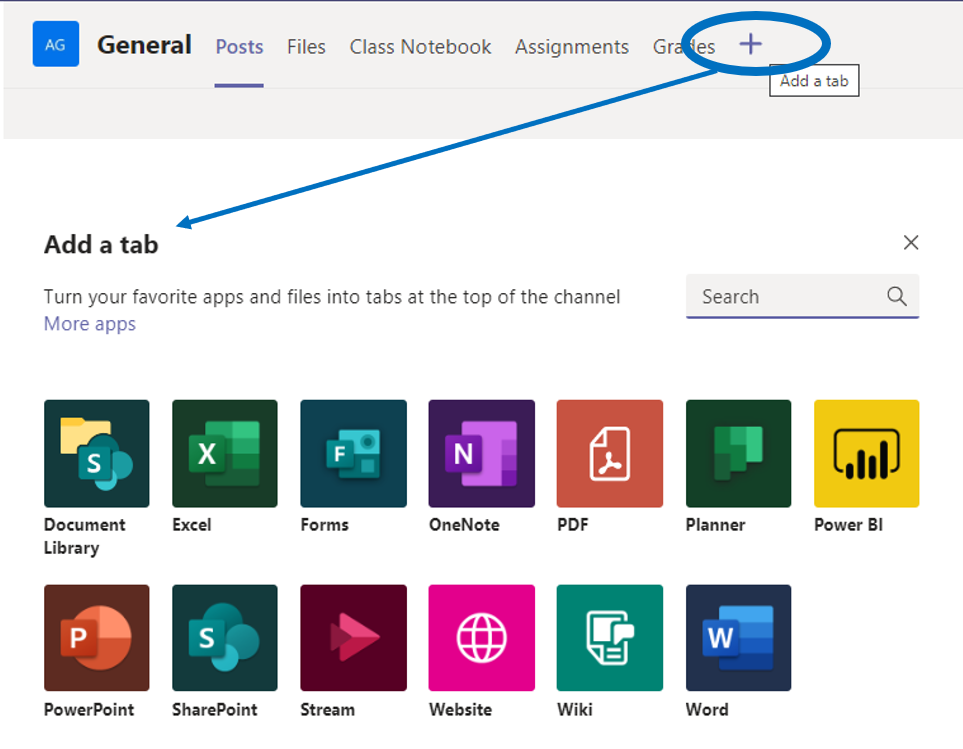 AG General Posts Files Class Notebook Assignments Grades
Add a tab
Add a tab
Turn your favorite apps and files into tabs at the top of the channel
More apps
Search
S X F N
Document Library Excel Forms OneNote PDF Planner Power BI
P S W
PowerPoint SharePoint Stream Website Wiki Word